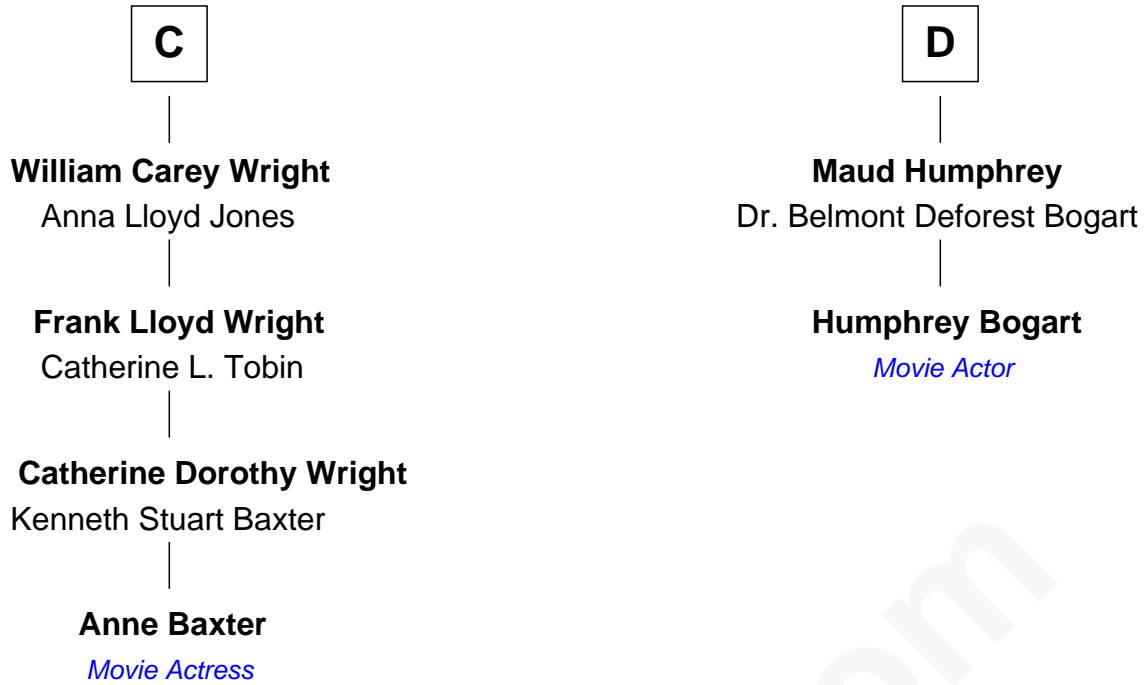 C
William Carey Wright
Anna Lloyd Jones
Frank Lloyd Wright
Catherine L. Tobin
Catherine Dorothy Wright
Kenneth Stuart Baxter
Anne Baxter
Movie Actress
D
Maud Humphrey
Dr. Belmont Deforest Bogart
Humphrey Bogart
Movie Actor
om